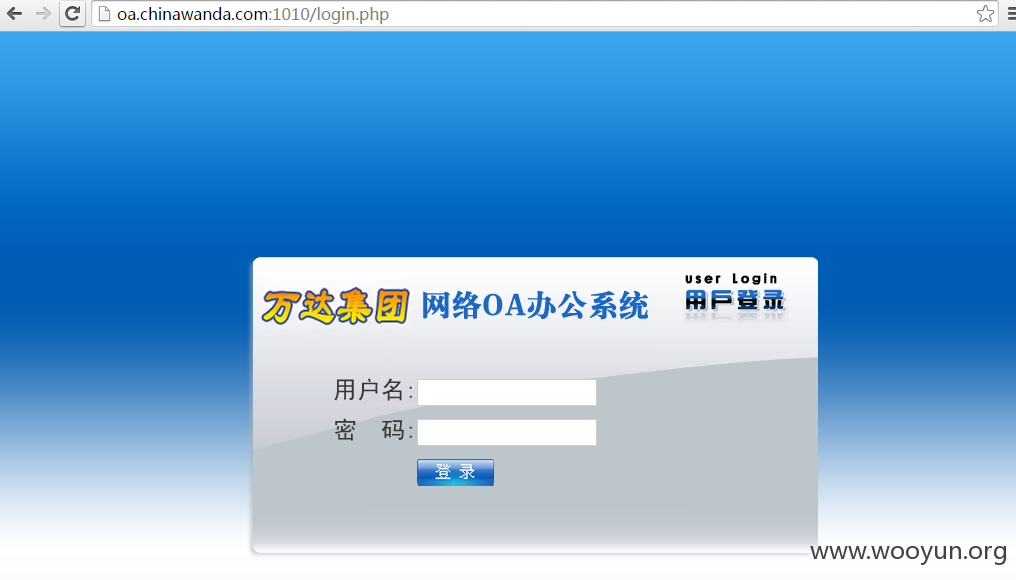 oa.chinawanda.com:1010/login.php
user Login
万达集团 网络OA办公系统 用户登录
用户名:
密 码:
登 录
www.wooyun.org